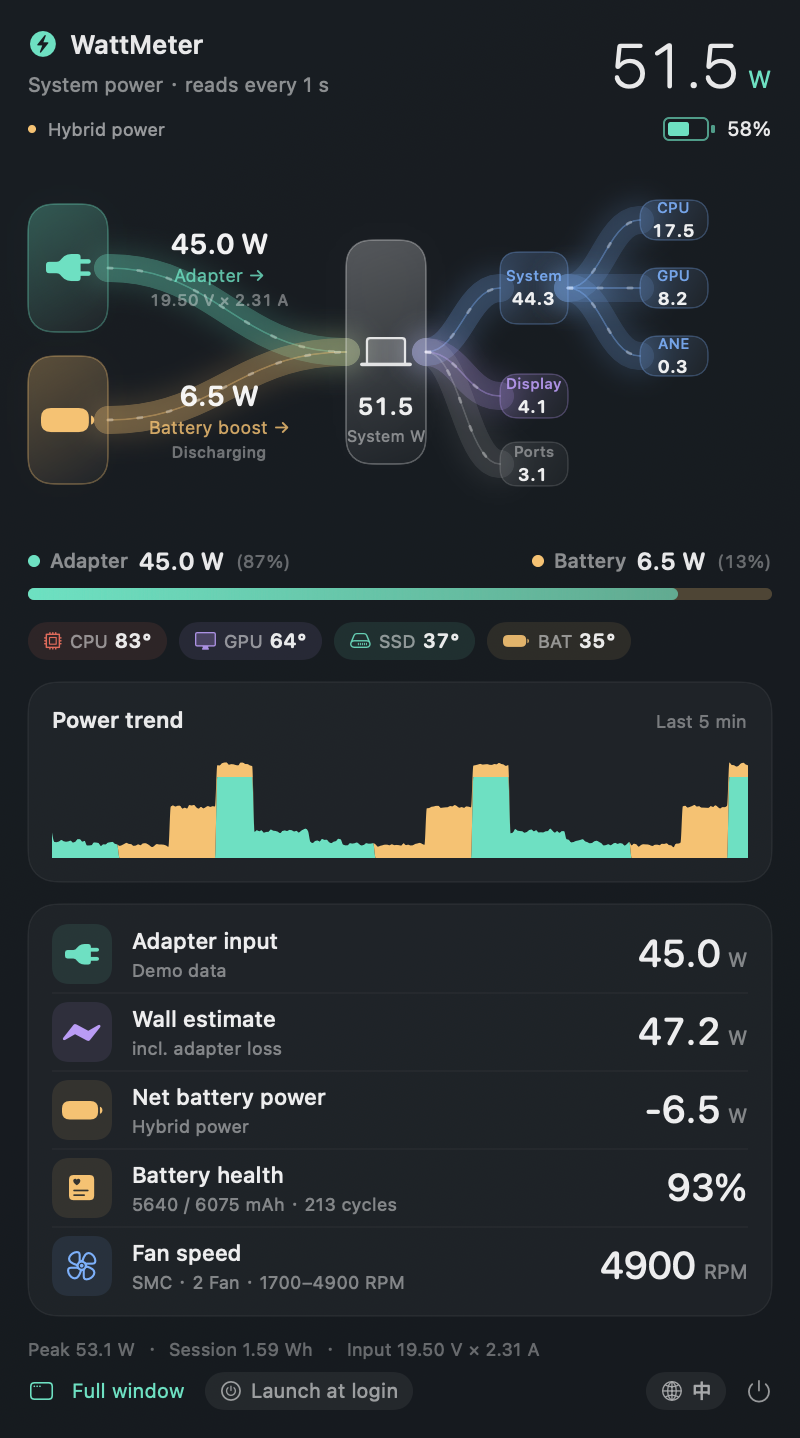 WattMeter
51.5 W
System power · reads every 1 s
Hybrid power
58%
45.0 W
Adapter →
19.50 V × 2.31 A
6.5 W
Battery boost →
Discharging
51.5
System W
System
44.3
Display
4.1
Ports
3.1
CPU
17.5
GPU
8.2
ANE
0.3
Adapter 45.0 W (87%)
Battery 6.5 W (13%)
CPU 83°
GPU 64°
SSD 37°
BAT 35°
Power trend
Last 5 min
Adapter input
Demo data
45.0 W
Wall estimate
incl. adapter loss
47.2 W
Net battery power
Hybrid power
-6.5 W
Battery health
5640 / 6075 mAh · 213 cycles
93%
Fan speed
SMC · 2 Fan · 1700–4900 RPM
4900 RPM
Peak 53.1 W · Session 1.59 Wh · Input 19.50 V × 2.31 A
Full window
Launch at login
中